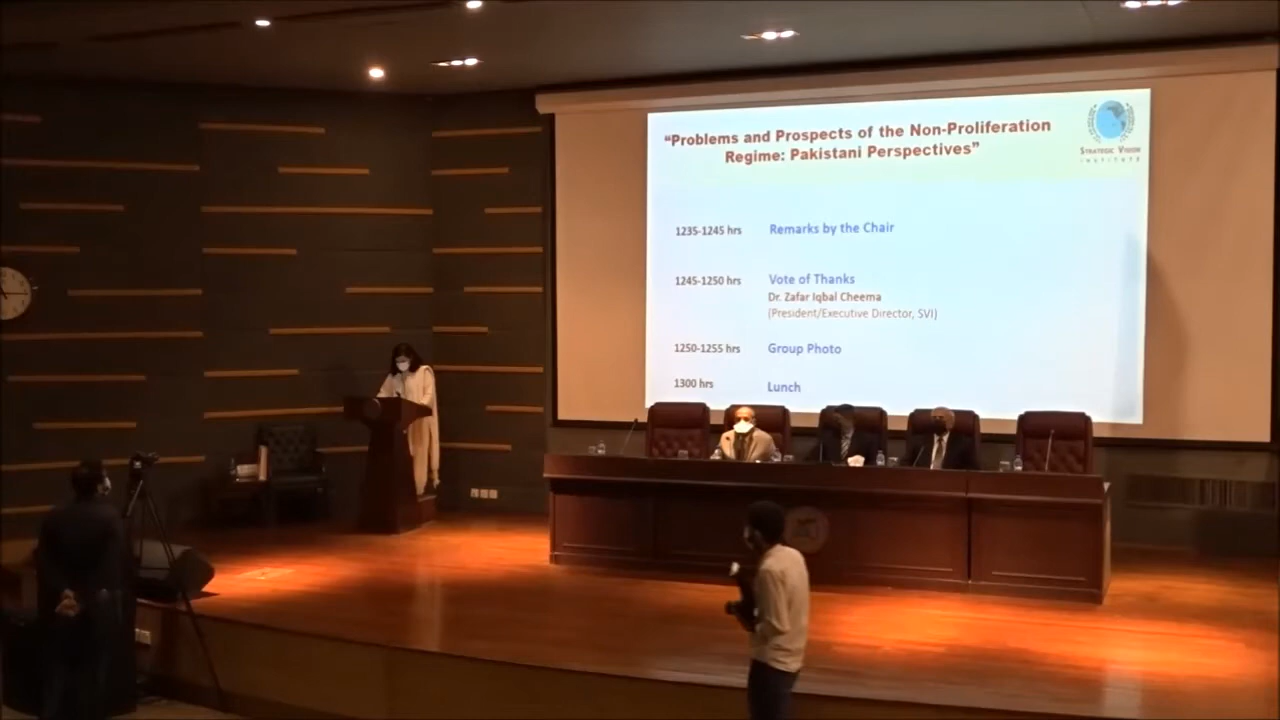 “Problems and Prospects of the Non-Proliferation
Regime: Pakistani Perspectives”
STRATEGIC VISION
INSTITUTE
1235-1245 hrs Remarks by the Chair
1245-1250 hrs Vote of Thanks
Dr. Zafar Iqbal Cheema
(President/Executive Director, SVI)
1250-1255 hrs Group Photo
1300 hrs Lunch